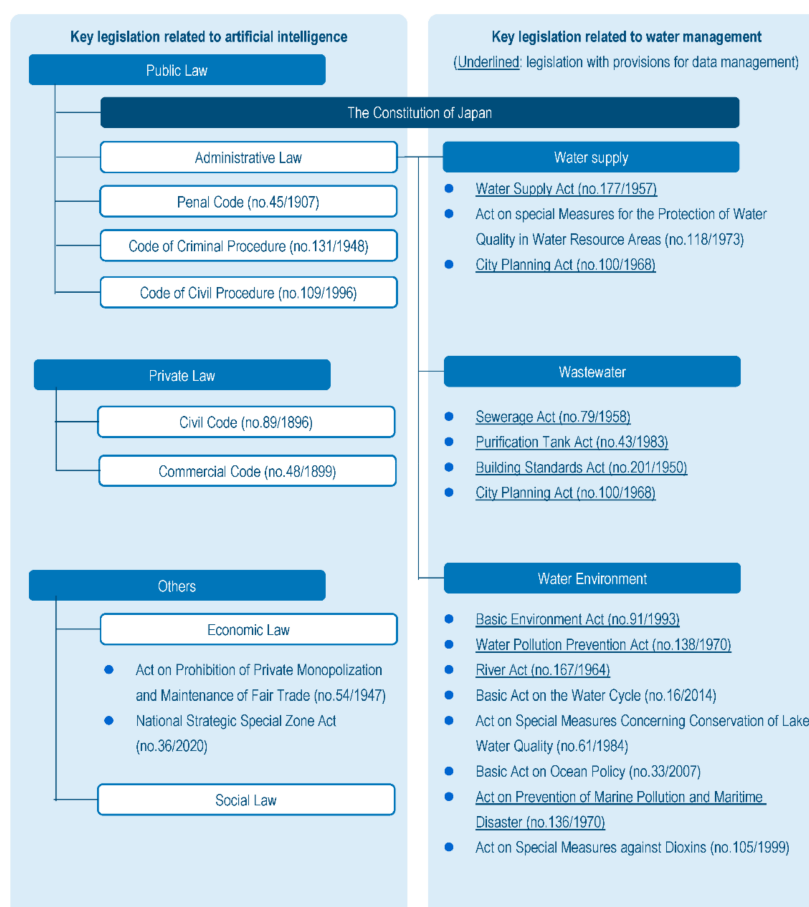 Key legislation related to artificial intelligence
Public Law
The Constitution of Japan
Administrative Law
Penal Code (no.45/1907)
Code of Criminal Procedure (no.131/1948)
Code of Civil Procedure (no.109/1996)
Private Law
Civil Code (no.89/1896)
Commercial Code (no.48/1899)
Others
Economic Law
Act on Prohibition of Private Monopolization
and Maintenance of Fair Trade (no.54/1947)
National Strategic Special Zone Act
(no.36/2020)
Social Law
Key legislation related to water management
(Underlined: legislation with provisions for data management)
Water supply
Water Supply Act (no.177/1957)
Act on special Measures for the Protection of Water
Quality in Water Resource Areas (no.118/1973)
City Planning Act (no.100/1968)
Wastewater
Sewerage Act (no.79/1958)
Purification Tank Act (no.43/1983)
Building Standards Act (no.201/1950)
City Planning Act (no.100/1968)
Water Environment
Basic Environment Act (no.91/1993)
Water Pollution Prevention Act (no.138/1970)
River Act (no.167/1964)
Basic Act on the Water Cycle (no.16/2014)
Act on Special Measures Concerning Conservation of Lake
Water Quality (no.61/1984)
Basic Act on Ocean Policy (no.33/2007)
Act on Prevention of Marine Pollution and Maritime
Disaster (no.136/1970)
Act on Special Measures against Dioxins (no.105/1999)